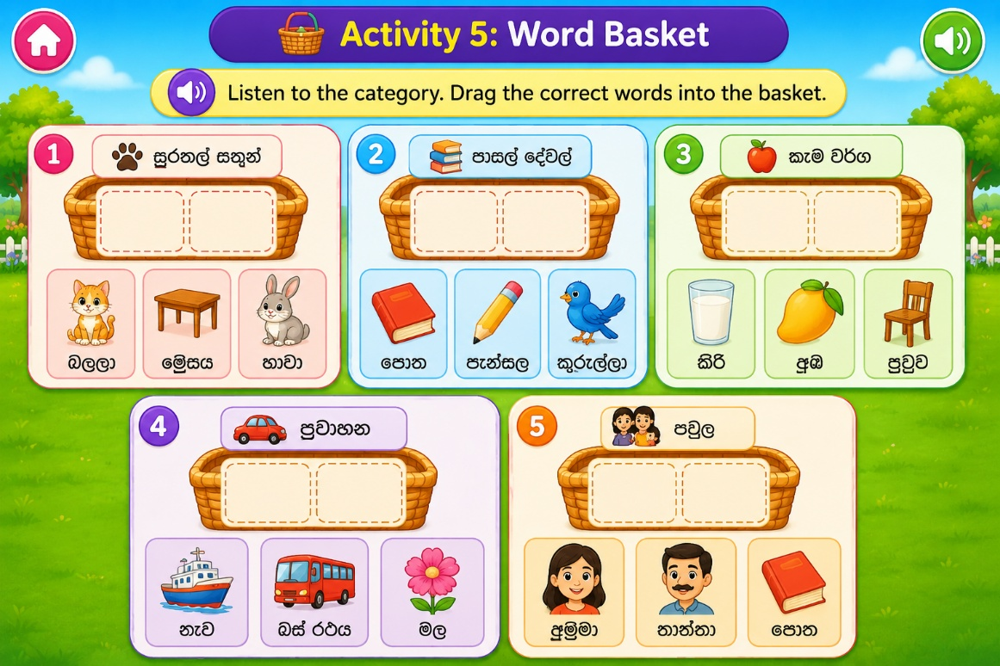 Activity 5: Word Basket
Listen to the category. Drag the correct words into the basket.
1
සුරතල් සතුන්
බලලා
මේසය
හාවා
2
පාසල් දේවල්
පොත
පැන්සල
කුරුල්ලා
3
කෑම වර්ග
කිරි
අඹ
පුටුව
4
ප්‍රවාහන
නැව
බස් රථය
මල
5
පවුල
අම්මා
තාත්තා
පොත